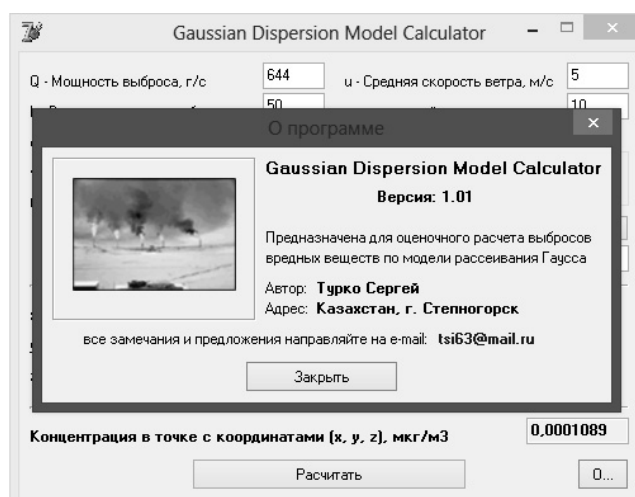 Gaussian Dispersion Model Calculator
Q - Мощность выброса, г/с 644 u - Средняя скорость ветра, м/с 5
50 10
О программе
Gaussian Dispersion Model Calculator
Версия: 1.01
Предназначена для оценочного расчета выбросов
вредных веществ по модели рассеивания Гаусса
Автор: Турко Сергей
Адрес: Казахстан, г. Степногорск
все замечания и предложения направляйте на e-mail: tsi63@mail.ru
Закрыть
Концентрация в точке с координатами (x, y, z), мкг/м3 0,0001089
Расчитать О...